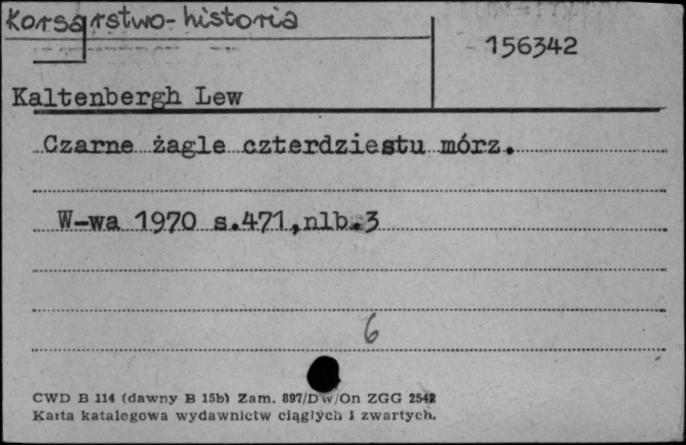 Korsarstwo-historia
156342
Kaltenbergh Lew
Czarne żagle czterdziestu mórz.
W-wa 1970 s.471,nlb.3
6
CWD B 114 (dawny B 15b) Zam. 897/DW/On ZGG 2542
Karta katalogowa wydawnictw ciągłych i zwartych.